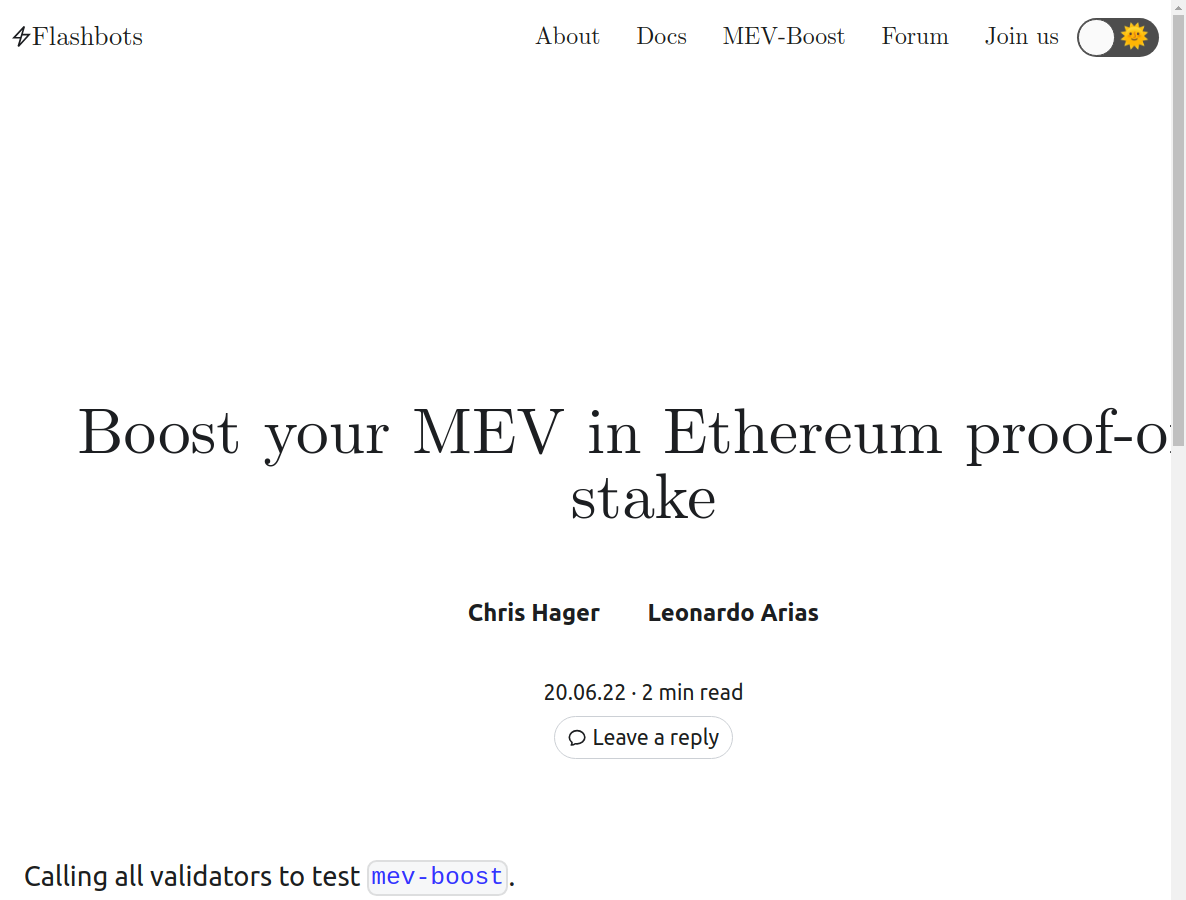 Flashbots
About Docs MEV-Boost Forum Join us
Boost your MEV in Ethereum proof-o
stake
Chris Hager Leonardo Arias
20.06.22 · 2 min read
Leave a reply
Calling all validators to test mev-boost.